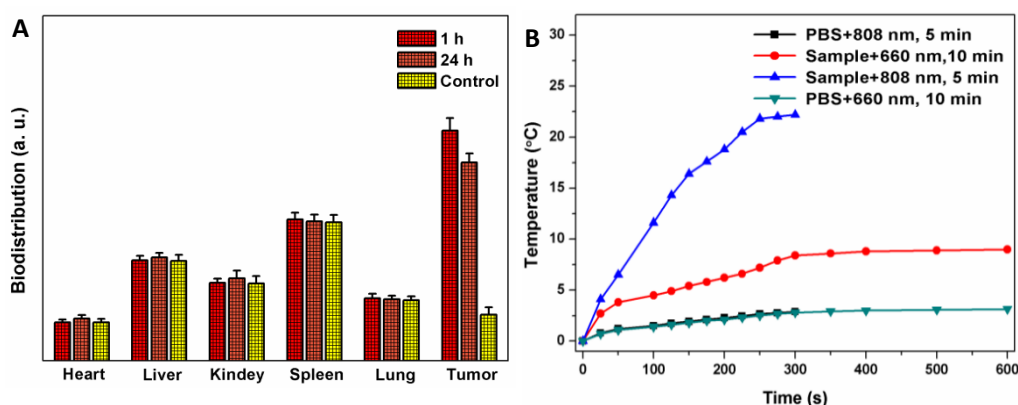 A
Biodistribution (a. u.)
1 h
24 h
Control
Heart Liver Kindey Spleen Lung Tumor
B
Temperature (°C)
30
25
20
15
10
5
0
PBS+808 nm, 5 min
Sample+660 nm,10 min
Sample+808 nm, 5 min
PBS+660 nm, 10 min
0 100 200 300 400 500 600
Time (s)